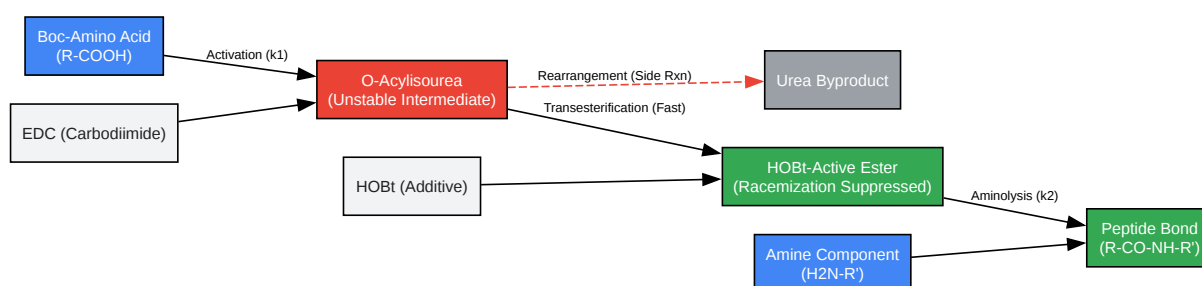 Boc-Amino Acid
(R-COOH)
Activation (k1)
EDC (Carbodiimide)
O-Acylisourea
(Unstable Intermediate)
Rearrangement (Side Rxn)
Urea Byproduct
Transesterification (Fast)
HOBt (Additive)
HOBt-Active Ester
(Racemization Suppressed)
Aminolysis (k2)
Amine Component
(H2N-R')
Peptide Bond
(R-CO-NH-R')